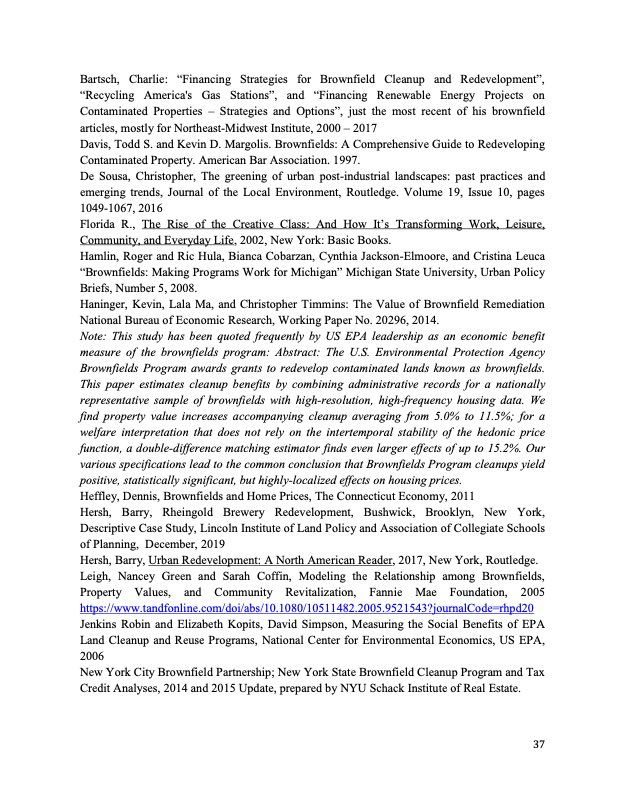 Bartsch, Charlie: “Financing Strategies for Brownfield Cleanup and Redevelopment”,
“Recycling America's Gas Stations”, and “Financing Renewable Energy Projects on
Contaminated Properties – Strategies and Options”, just the most recent of his brownfield
articles, mostly for Northeast-Midwest Institute, 2000 – 2017
Davis, Todd S. and Kevin D. Margolis. Brownfields: A Comprehensive Guide to Redeveloping
Contaminated Property. American Bar Association. 1997.
De Sousa, Christopher, The greening of urban post-industrial landscapes: past practices and
emerging trends, Journal of the Local Environment, Routledge. Volume 19, Issue 10, pages
1049-1067, 2016
Florida R., The Rise of the Creative Class: And How It’s Transforming Work, Leisure,
Community, and Everyday Life, 2002, New York: Basic Books.
Hamlin, Roger and Ric Hula, Bianca Cobarzan, Cynthia Jackson-Elmoore, and Cristina Leuca
“Brownfields: Making Programs Work for Michigan” Michigan State University, Urban Policy
Briefs, Number 5, 2008.
Haninger, Kevin, Lala Ma, and Christopher Timmins: The Value of Brownfield Remediation
National Bureau of Economic Research, Working Paper No. 20296, 2014.
Note: This study has been quoted frequently by US EPA leadership as an economic benefit
measure of the brownfields program: Abstract: The U.S. Environmental Protection Agency
Brownfields Program awards grants to redevelop contaminated lands known as brownfields.
This paper estimates cleanup benefits by combining administrative records for a nationally
representative sample of brownfields with high-resolution, high-frequency housing data. We
find property value increases accompanying cleanup averaging from 5.0% to 11.5%; for a
welfare interpretation that does not rely on the intertemporal stability of the hedonic price
function, a double-difference matching estimator finds even larger effects of up to 15.2%. Our
various specifications lead to the common conclusion that Brownfields Program cleanups yield
positive, statistically significant, but highly-localized effects on housing prices.
Heffley, Dennis, Brownfields and Home Prices, The Connecticut Economy, 2011
Hersh, Barry, Rheingold Brewery Redevelopment, Bushwick, Brooklyn, New York,
Descriptive Case Study, Lincoln Institute of Land Policy and Association of Collegiate Schools
of Planning, December, 2019
Hersh, Barry, Urban Redevelopment: A North American Reader, 2017, New York, Routledge.
Leigh, Nancey Green and Sarah Coffin, Modeling the Relationship among Brownfields,
Property Values, and Community Revitalization, Fannie Mae Foundation, 2005
https://www.tandfonline.com/doi/abs/10.1080/10511482.2005.9521543?journalCode=rhpd20
Jenkins Robin and Elizabeth Kopits, David Simpson, Measuring the Social Benefits of EPA
Land Cleanup and Reuse Programs, National Center for Environmental Economics, US EPA,
2006
New York City Brownfield Partnership; New York State Brownfield Cleanup Program and Tax
Credit Analyses, 2014 and 2015 Update, prepared by NYU Schack Institute of Real Estate.
37